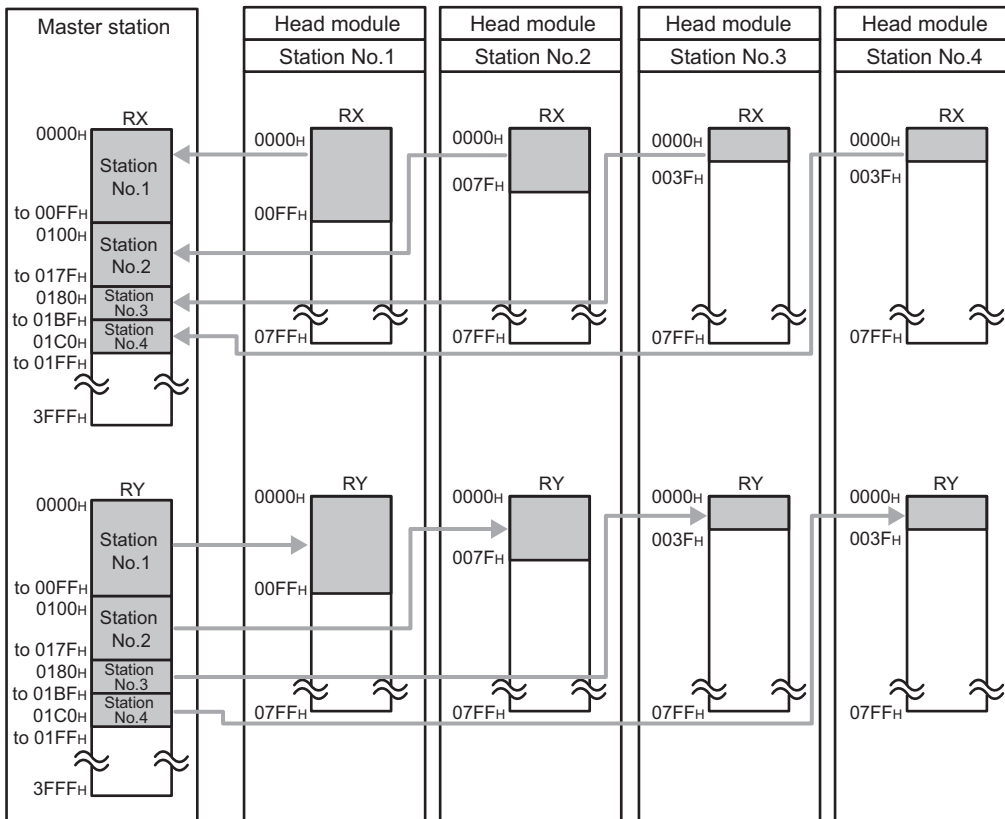 Master station
Head module
Head module
Head module
Head module
Station No.1
Station No.2
Station No.3
Station No.4
RX
0000H
Station
No.1
to 00FFH
0100H
Station
No.2
to 017FH
0180H
Station
No.3
to 01BFH
01C0H
Station
No.4
to 01FFH
3FFFH
RX
0000H
00FFH
07FFH
RX
0000H
007FH
07FFH
RX
0000H
003FH
07FFH
RX
0000H
003FH
07FFH
RY
0000H
Station
No.1
to 00FFH
0100H
Station
No.2
to 017FH
0180H
Station
No.3
to 01BFH
01C0H
Station
No.4
to 01FFH
3FFFH
RY
0000H
00FFH
07FFH
RY
0000H
007FH
07FFH
RY
0000H
003FH
07FFH
RY
0000H
003FH
07FFH